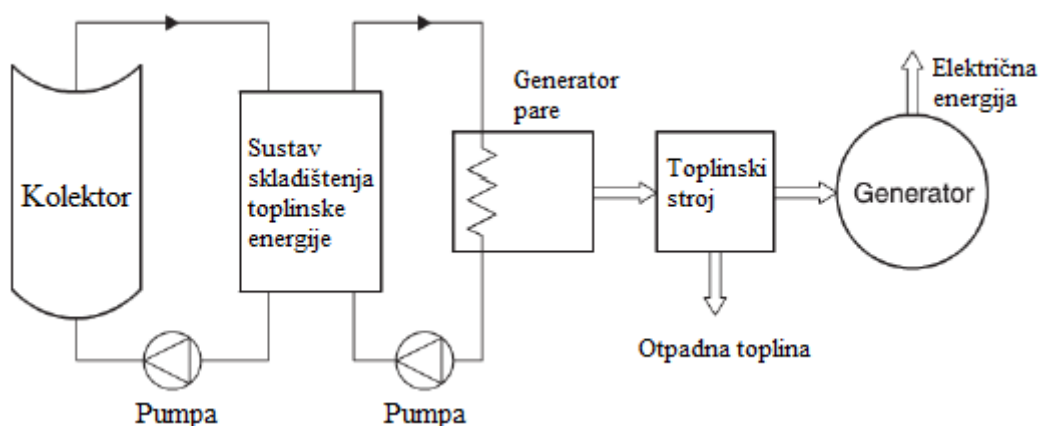 Kolektor
Pumpa
Sustav
skladištenja
toplinske
energije
Pumpa
Generator
pare
Toplinski
stroj
Otpadna toplina
Generator
Električna
energija